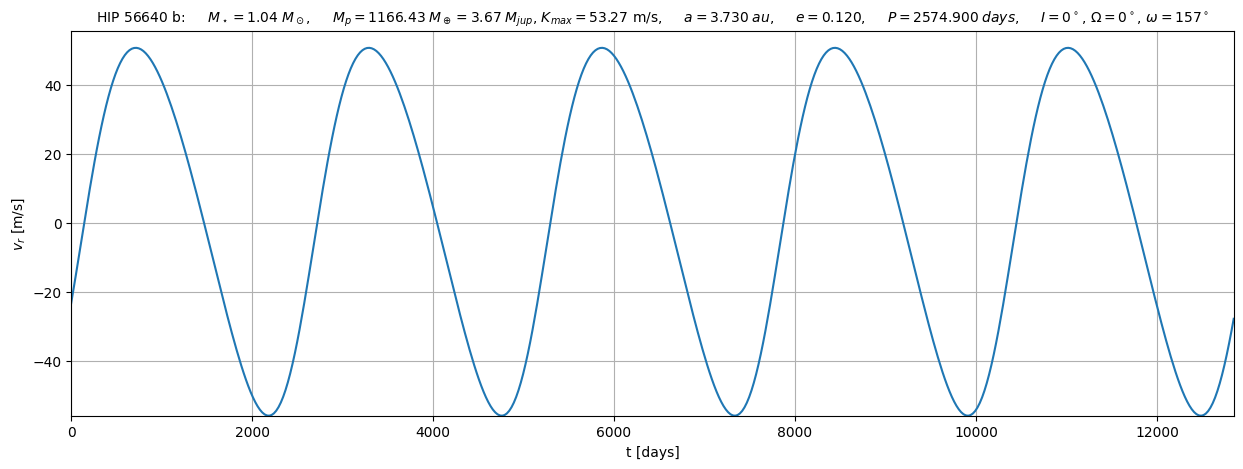 HIP 56640 b: M⋆ = 1.04 M⊙, Mp = 1166.43 M⊕ = 3.67 Mjup, Kmax = 53.27 m/s, a = 3.730 au, e = 0.120, P = 2574.900 days, I = 0°, Ω = 0°, ω = 157°
40
20
0
−20
−40
vr [m/s]
0 2000 4000 6000 8000 10000 12000
t [days]